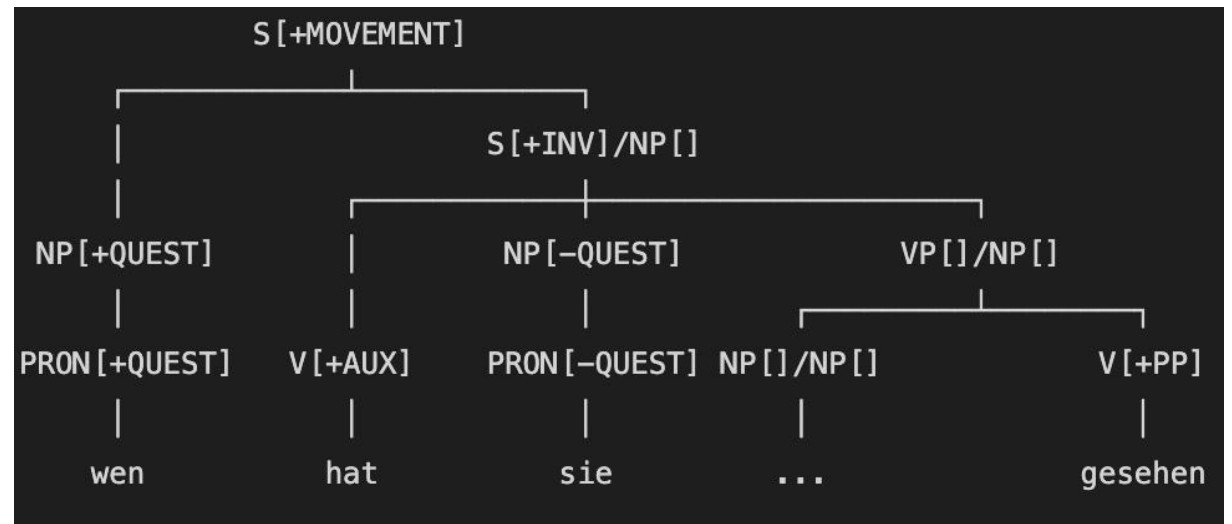 S[+MOVEMENT]
S[+INV]/NP[]
NP[+QUEST] NP[−QUEST] VP[]/NP[]
PRON[+QUEST] V[+AUX] PRON[−QUEST] NP[]/NP[] V[+PP]
wen hat sie ... gesehen